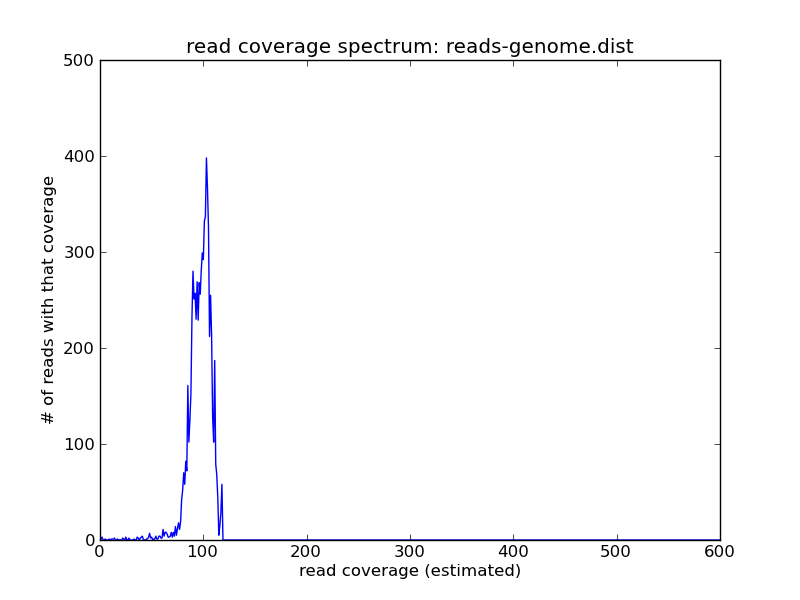 read coverage spectrum: reads-genome.dist
500
400
300
200
100
0
# of reads with that coverage
0 100 200 300 400 500 600
read coverage (estimated)